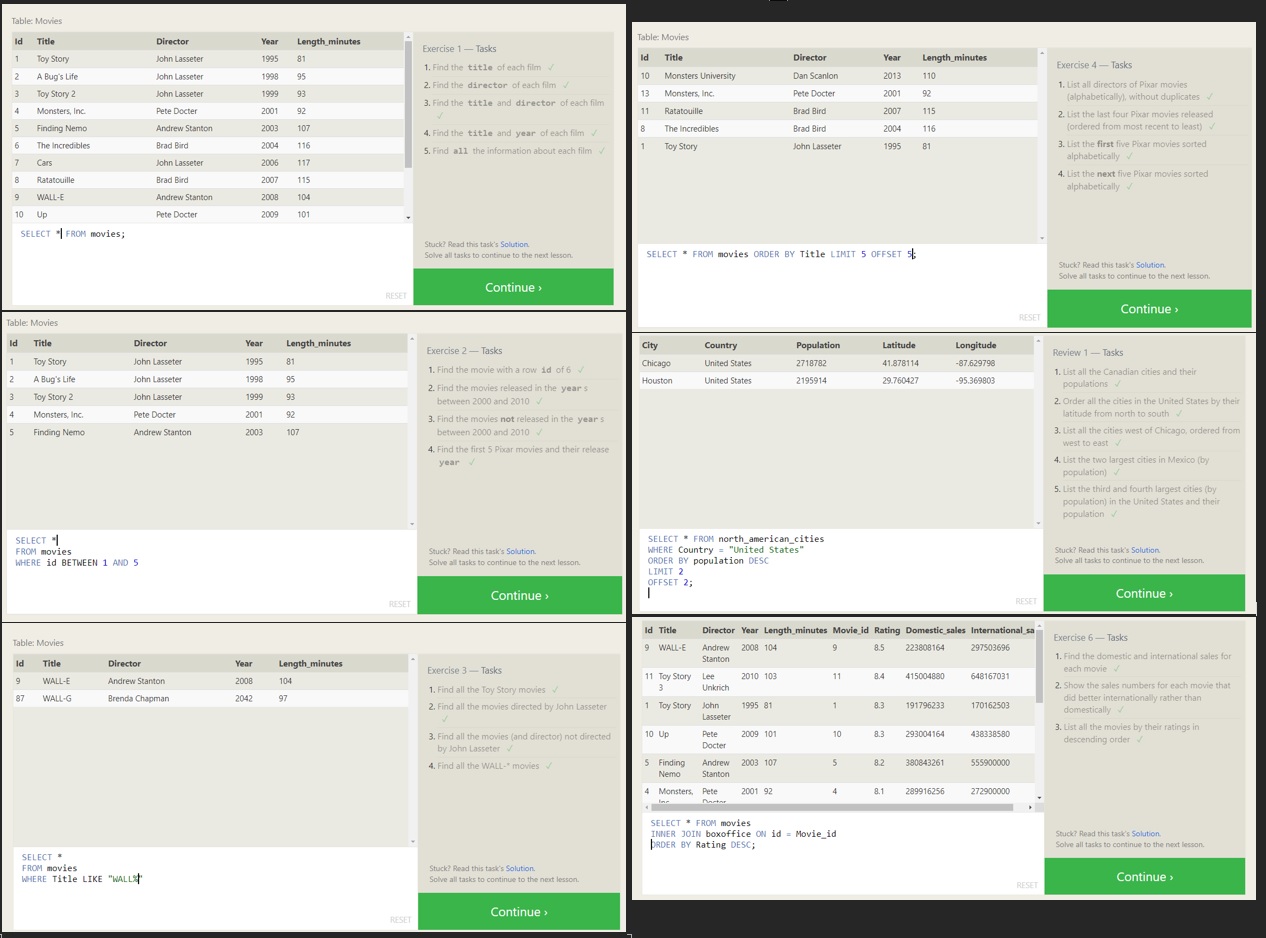 Table: Movies
Id Title Director Year Length_minutes
1 Toy Story John Lasseter 1995 81
2 A Bug's Life John Lasseter 1998 95
3 Toy Story 2 John Lasseter 1999 93
4 Monsters, Inc. Pete Docter 2001 92
5 Finding Nemo Andrew Stanton 2003 107
6 The Incredibles Brad Bird 2004 116
7 Cars John Lasseter 2006 117
8 Ratatouille Brad Bird 2007 115
9 WALL-E Andrew Stanton 2008 104
10 Up Pete Docter 2009 101
SELECT * FROM movies;
RESET
Exercise 1 — Tasks
1. Find the title of each film ✓
2. Find the director of each film ✓
3. Find the title and director of each film
✓
4. Find the title and year of each film ✓
5. Find all the information about each film ✓
Stuck? Read this task's Solution.
Solve all tasks to continue to the next lesson.
Continue ›
Table: Movies
Id Title Director Year Length_minutes
1 Toy Story John Lasseter 1995 81
2 A Bug's Life John Lasseter 1998 95
3 Toy Story 2 John Lasseter 1999 93
4 Monsters, Inc. Pete Docter 2001 92
5 Finding Nemo Andrew Stanton 2003 107
SELECT *
FROM movies
WHERE id BETWEEN 1 AND 5
RESET
Exercise 2 — Tasks
1. Find the movie with a row id of 6 ✓
2. Find the movies released in the year s
between 2000 and 2010 ✓
3. Find the movies not released in the year s
between 2000 and 2010 ✓
4. Find the first 5 Pixar movies and their release
year ✓
Stuck? Read this task's Solution.
Solve all tasks to continue to the next lesson.
Continue ›
Table: Movies
Id Title Director Year Length_minutes
9 WALL-E Andrew Stanton 2008 104
87 WALL-G Brenda Chapman 2042 97
SELECT *
FROM movies
WHERE Title LIKE "WALL%"
RESET
Exercise 3 — Tasks
1. Find all the Toy Story movies ✓
2. Find all the movies directed by John Lasseter
✓
3. Find all the movies (and director) not directed
by John Lasseter ✓
4. Find all the WALL-* movies ✓
Stuck? Read this task's Solution.
Solve all tasks to continue to the next lesson.
Continue ›
Table: Movies
Id Title Director Year Length_minutes
10 Monsters University Dan Scanlon 2013 110
13 Monsters, Inc. Pete Docter 2001 92
11 Ratatouille Brad Bird 2007 115
8 The Incredibles Brad Bird 2004 116
1 Toy Story John Lasseter 1995 81
SELECT * FROM movies ORDER BY Title LIMIT 5 OFFSET 5;
RESET
Exercise 4 — Tasks
1. List all directors of Pixar movies
(alphabetically), without duplicates ✓
2. List the last four Pixar movies released
(ordered from most recent to least) ✓
3. List the first five Pixar movies sorted
alphabetically ✓
4. List the next five Pixar movies sorted
alphabetically ✓
Stuck? Read this task's Solution.
Solve all tasks to continue to the next lesson.
Continue ›
City Country Population Latitude Longitude
Chicago United States 2718782 41.878114 -87.629798
Houston United States 2195914 29.760427 -95.369803
SELECT * FROM north_american_cities
WHERE Country = "United States"
ORDER BY population DESC
LIMIT 2
OFFSET 2;
RESET
Review 1 — Tasks
1. List all the Canadian cities and their
populations ✓
2. Order all the cities in the United States by their
latitude from north to south ✓
3. List all the cities west of Chicago, ordered from
west to east ✓
4. List the two largest cities in Mexico (by
population) ✓
5. List the third and fourth largest cities (by
population) in the United States and their
population ✓
Stuck? Read this task's Solution.
Solve all tasks to continue to the next lesson.
Continue ›
Id Title Director Year Length_minutes Movie_id Rating Domestic_sales International_sa
9 WALL-E Andrew 2008 104 9 8.5 223808164 297503696
Stanton
11 Toy Story Lee 2010 103 11 8.4 415004880 648167031
3 Unkrich
1 Toy Story John 1995 81 1 8.3 191796233 170162503
Lasseter
10 Up Pete 2009 101 10 8.3 293004164 438338580
Docter
5 Finding Andrew 2003 107 5 8.2 380843261 555900000
Nemo Stanton
4 Monsters, Pete 2001 92 4 8.1 289916256 272900000
Inc. Docter
SELECT * FROM movies
INNER JOIN boxoffice ON id = Movie_id
ORDER BY Rating DESC;
RESET
Exercise 6 — Tasks
1. Find the domestic and international sales for
each movie ✓
2. Show the sales numbers for each movie that
did better internationally rather than
domestically ✓
3. List all the movies by their ratings in
descending order ✓
Stuck? Read this task's Solution.
Solve all tasks to continue to the next lesson.
Continue ›